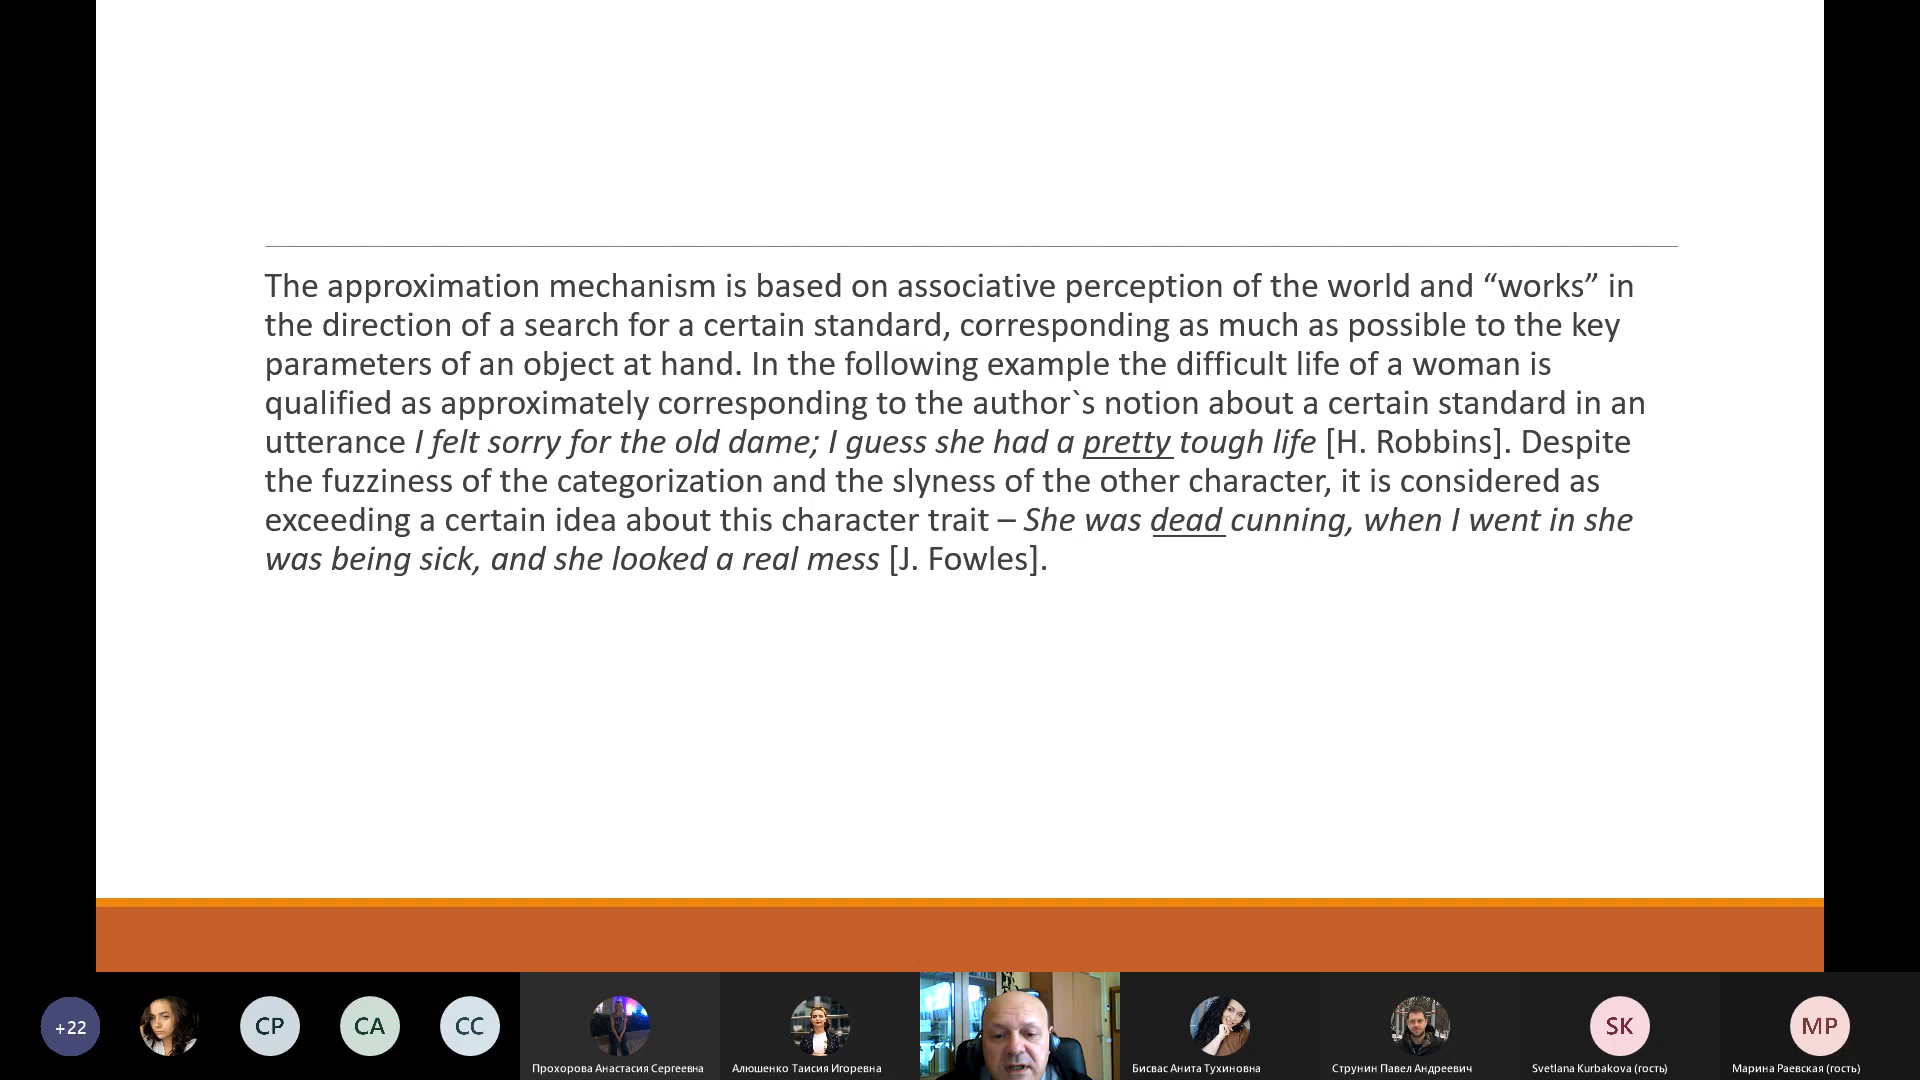 The approximation mechanism is based on associative perception of the world and “works” in
the direction of a search for a certain standard, corresponding as much as possible to the key
parameters of an object at hand. In the following example the difficult life of a woman is
qualified as approximately corresponding to the author`s notion about a certain standard in an
utterance I felt sorry for the old dame; I guess she had a pretty tough life [H. Robbins]. Despite
the fuzziness of the categorization and the slyness of the other character, it is considered as
exceeding a certain idea about this character trait – She was dead cunning, when I went in she
was being sick, and she looked a real mess [J. Fowles].
+22
СР
СА
СС
Прохорова Анастасия Сергеевна
Алюшенко Таисия Игоревна
Бисвас Анита Тухиновна
Струнин Павел Андреевич
SK
Svetlana Kurbakova (гость)
МР
Марина Раевская (гость)